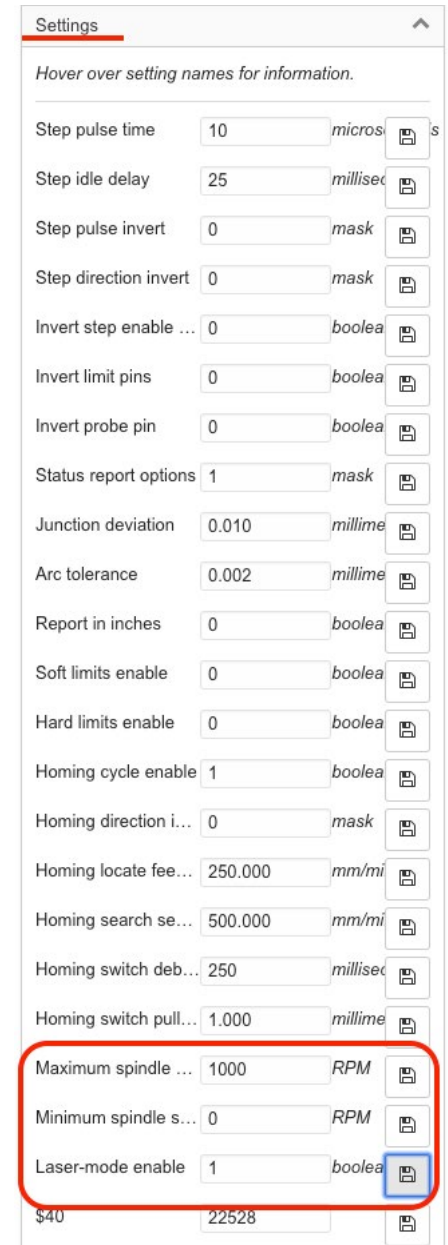 Settings
Hover over setting names for information.
Step pulse time 10 micros s
Step idle delay 25 millisec
Step pulse invert 0 mask
Step direction invert 0 mask
Invert step enable … 0 boolea
Invert limit pins 0 boolea
Invert probe pin 0 boolea
Status report options 1 mask
Junction deviation 0.010 millime
Arc tolerance 0.002 millime
Report in inches 0 boolea
Soft limits enable 0 boolea
Hard limits enable 0 boolea
Homing cycle enable 1 boolea
Homing direction i… 0 mask
Homing locate fee… 250.000 mm/mi
Homing search se… 500.000 mm/mi
Homing switch deb… 250 millisec
Homing switch pull… 1.000 millime
Maximum spindle … 1000 RPM
Minimum spindle s… 0 RPM
Laser-mode enable 1 boolea
$40 22528